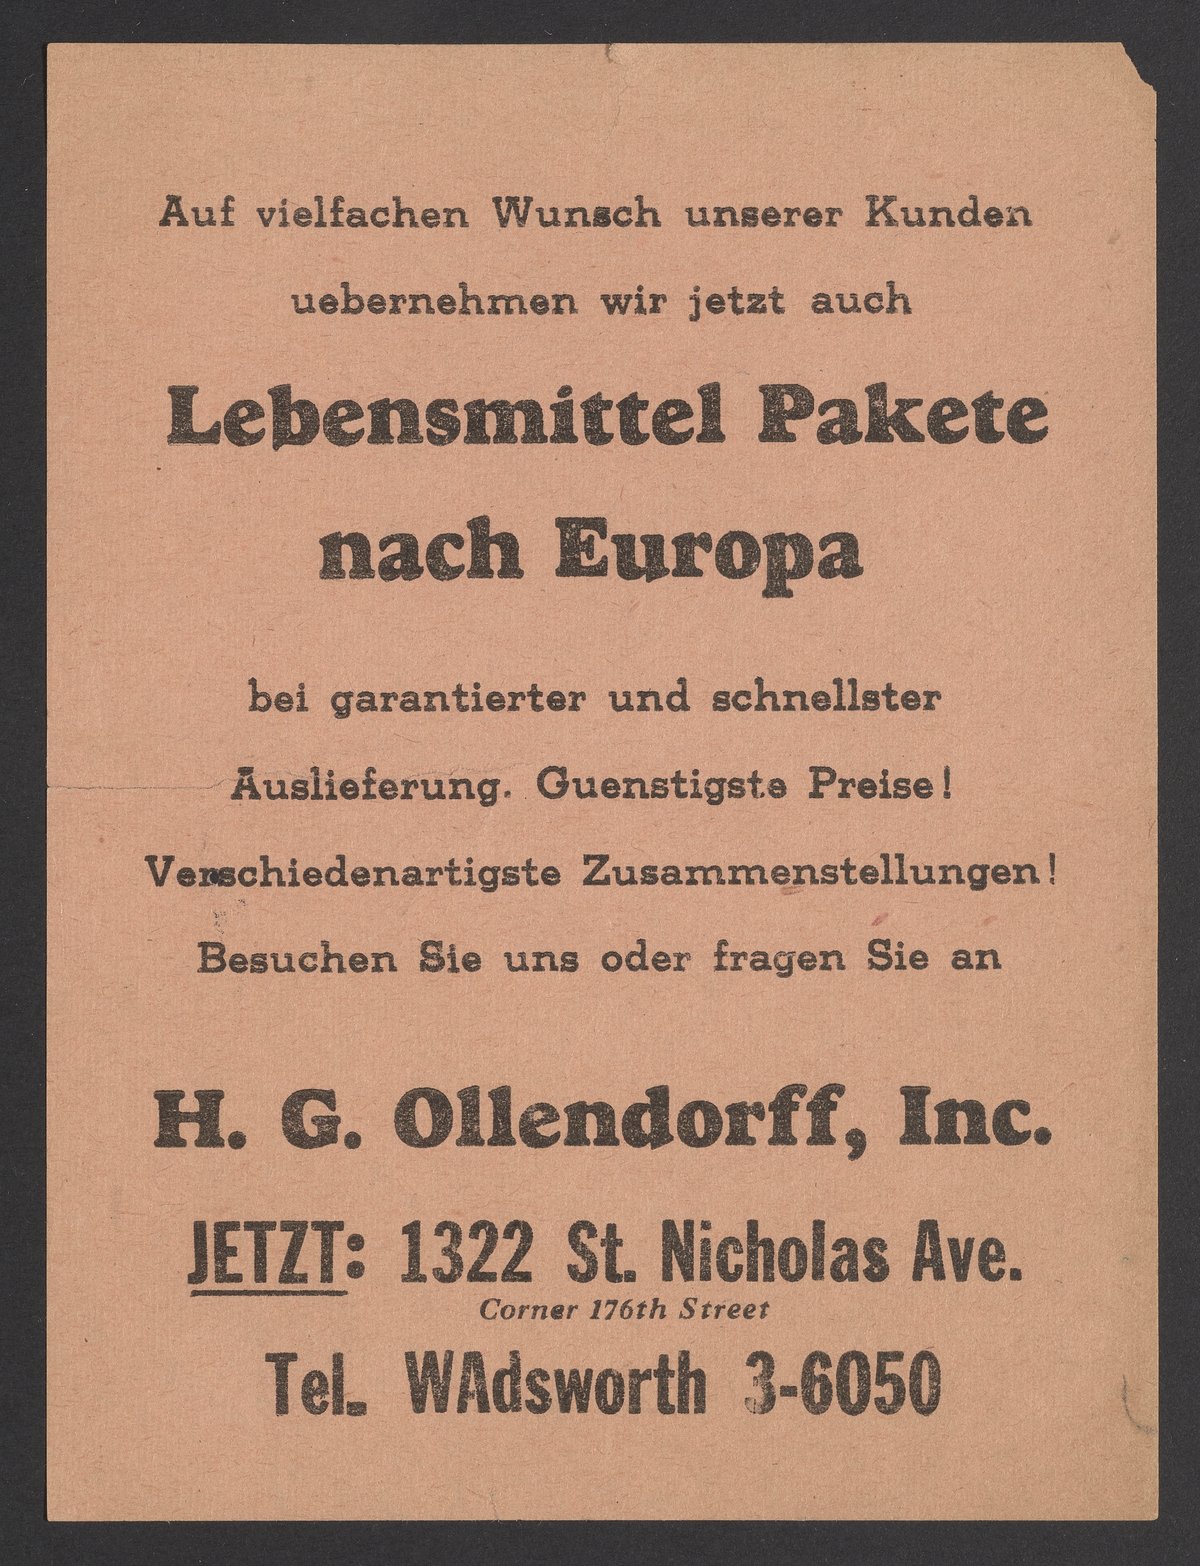 Auf vielfachen Wunsch unserer Kunden
uebernehmen wir jetzt auch
Lebensmittel Pakete
nach Europa
bei garantierter und schnellster
Auslieferung. Guenstigste Preise!
Verschiedenartigste Zusammenstellungen!
Besuchen Sie uns oder fragen Sie an
H. G. Ollendorff, Inc.
JETZT: 1322 St. Nicholas Ave.
Corner 176th Street
Tel. WAdsworth 3-6050